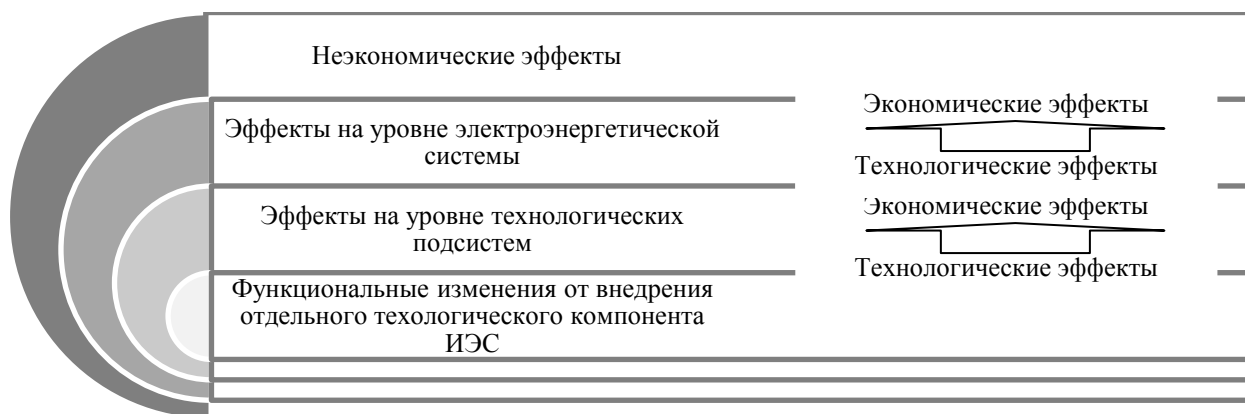 Неэкономические эффекты
Экономические эффекты
Эффекты на уровне электроэнергетической
системы
Технологические эффекты
Экономические эффекты
Эффекты на уровне технологических
подсистем
Технологические эффекты
Функциональные изменения от внедрения
отдельного техологического компонента
ИЭС